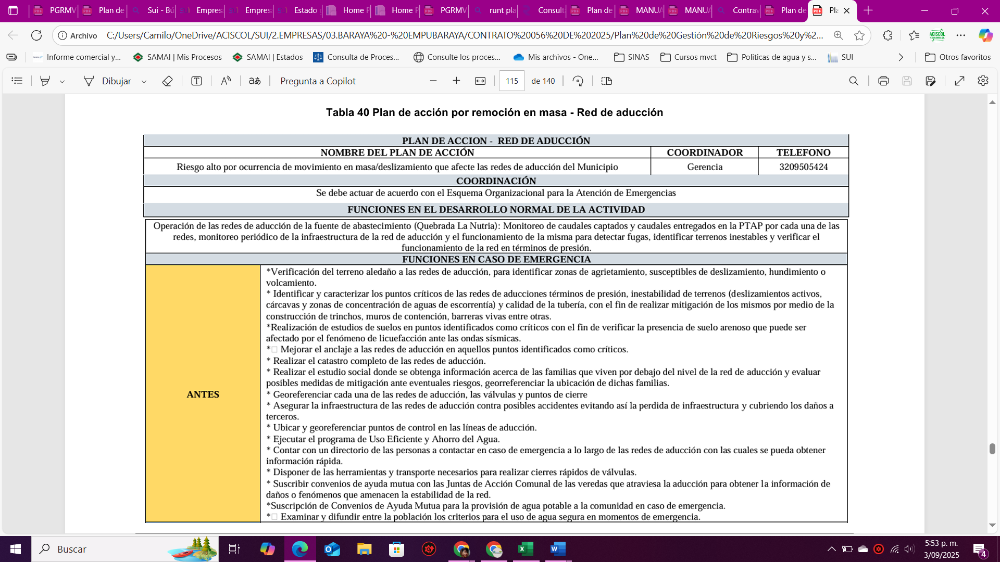 PGRMV
Plan de
Sui - Bú
Empres
Empres
Estado
Home P
Home P
PGRMV
runt pla
Consult
Plan de
MANUA
MANUA
Contrav
Plan de
Pla
Archivo C:/Users/Camilo/OneDrive/ACISCOL/SUI/2.EMPRESAS/03.BARAYA%20-%20EMPUBARAYA/CONTRATO%20056%20DE%202025/Plan%20de%20Gestión%20de%20Riesgos%20y%2...
Informe comercial y... SAMAI | Mis Procesos SAMAI | Estados Consulta de Proces... Consulte los proces... Mis archivos - One... SINAS Cursos mvct Politicas de agua y s... SUI Otros favoritos
Dibujar Pregunta a Copilot 115 de 140
Tabla 40 Plan de acción por remoción en masa - Red de aducción
PLAN DE ACCION - RED DE ADUCCIÓN
NOMBRE DEL PLAN DE ACCIÓN COORDINADOR TELEFONO
Riesgo alto por ocurrencia de movimiento en masa/deslizamiento que afecte las redes de aducción del Municipio Gerencia 3209505424
COORDINACIÓN
Se debe actuar de acuerdo con el Esquema Organizacional para la Atención de Emergencias
FUNCIONES EN EL DESARROLLO NORMAL DE LA ACTIVIDAD
Operación de las redes de aducción de la fuente de abastecimiento (Quebrada La Nutria): Monitoreo de caudales captados y caudales entregados en la PTAP por cada una de las
redes, monitoreo periódico de la infraestructura de la red de aducción y el funcionamiento de la misma para detectar fugas, identificar terrenos inestables y verificar el
funcionamiento de la red en términos de presión.
FUNCIONES EN CASO DE EMERGENCIA
ANTES
*Verificación del terreno aledaño a las redes de aducción, para identificar zonas de agrietamiento, susceptibles de deslizamiento, hundimiento o
volcamiento.
* Identificar y caracterizar los puntos críticos de las redes de aducciones términos de presión, inestabilidad de terrenos (deslizamientos activos,
cárcavas y zonas de concentración de aguas de escorrentía) y calidad de la tubería, con el fin de realizar mitigación de los mismos por medio de la
construcción de trinchos, muros de contención, barreras vivas entre otras.
*Realización de estudios de suelos en puntos identificados como críticos con el fin de verificar la presencia de suelo arenoso que puede ser
afectado por el fenómeno de licuefacción ante las ondas sísmicas.
*□ Mejorar el anclaje a las redes de aducción en aquellos puntos identificados como críticos.
* Realizar el catastro completo de las redes de aducción.
* Realizar el estudio social donde se obtenga información acerca de las familias que viven por debajo del nivel de la red de aducción y evaluar
posibles medidas de mitigación ante eventuales riesgos, georreferenciar la ubicación de dichas familias.
* Georeferenciar cada una de las redes de aducción, las válvulas y puntos de cierre
* Asegurar la infraestructura de las redes de aducción contra posibles accidentes evitando así la perdida de infraestructura y cubriendo los daños a
terceros.
* Ubicar y georeferenciar puntos de control en las líneas de aducción.
* Ejecutar el programa de Uso Eficiente y Ahorro del Agua.
* Contar con un directorio de las personas a contactar en caso de emergencia a lo largo de las redes de aducción con las cuales se pueda obtener
información rápida.
* Disponer de las herramientas y transporte necesarios para realizar cierres rápidos de válvulas.
* Suscribir convenios de ayuda mutua con las Juntas de Acción Comunal de las veredas que atraviesa la aducción para obtener la información de
daños o fenómenos que amenacen la estabilidad de la red.
*Suscripción de Convenios de Ayuda Mutua para la provisión de agua potable a la comunidad en caso de emergencia.
*□ Examinar y difundir entre la población los criterios para el uso de agua segura en momentos de emergencia.
Buscar
5:53 p. m.
3/09/2025
4